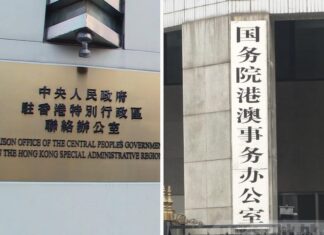 中央人民政府
駐香港特別行政區
聯絡辦公室
LIAISON OFFICE OF THE CENTRAL PEOPLE'S GOVERNMENT
IN THE HONG KONG SPECIAL ADMINISTRATIVE REGION
国务院港澳事务办公室